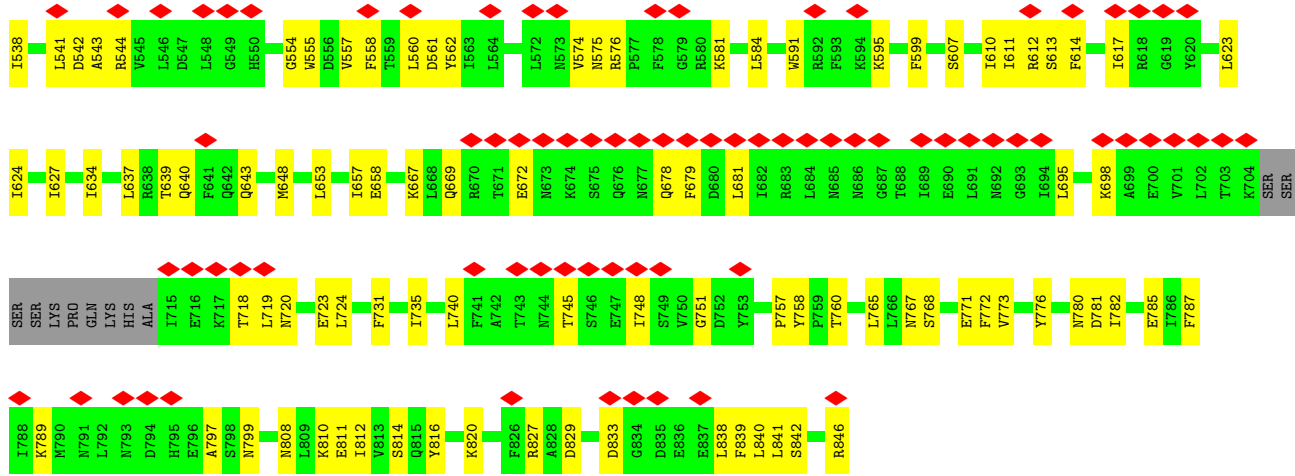 I538 L541 D542 A543 R544 V545 L546 D547 L548 G549 H550 G554 W555 D556 V557 F558 T559 L560 D561 Y562 I563 L564 L572 N573 V574 N575 R576 P577 F578 G579 R580 K581 L584 W591 R592 F593 K594 K595 F599 S607 I610 I611 R612 S613 F614 I617 R618 G619 Y620 L623
I624 I627 I634 L637 R638 T639 Q640 F641 Q642 Q643 M648 L653 I657 E658 K667 L668 Q669 R670 T671 E672 N673 K674 S675 Q676 N677 Q678 F679 D680 L681 I682 R683 L684 N685 N686 G687 T688 I689 E690 L691 N692 G693 I694 L695 K698 A699 E700 V701 L702 T703 K704 SER SER
SER SER LYS PRO GLN LYS HIS ALA I715 E716 K717 T718 L719 N720 E723 L724 F731 I735 L740 F741 A742 T743 N744 T745 S746 E747 I748 S749 V750 G751 D752 Y753 P757 Y758 P759 T760 L765 L766 N767 S768 E771 F772 V773 Y776 N780 D781 I782 E785 I786 F787
I788 K789 M790 N791 L792 N793 D794 H795 E796 A797 S798 N799 N808 L809 K810 E811 I812 V813 S814 Q815 Y816 K820 F826 R827 A828 D829 D833 G834 D835 E836 E837 L838 F839 L840 L841 S842 R846